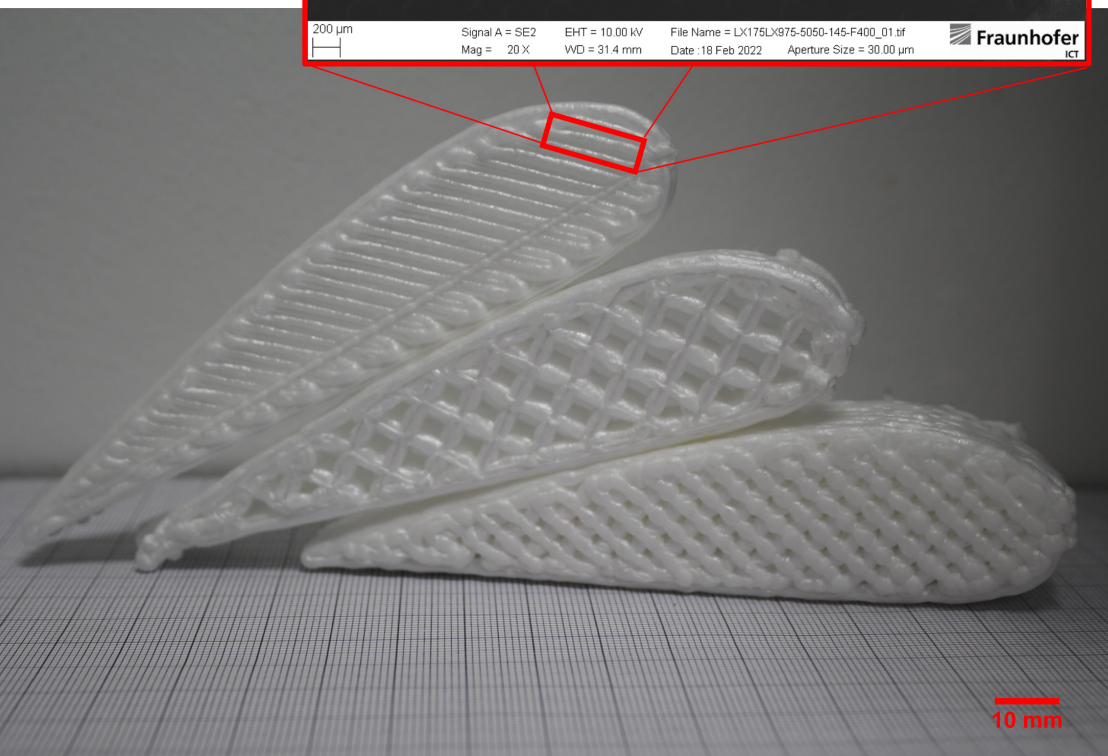 200 µm
Signal A = SE2 EHT = 10.00 kV File Name = LX175LX975-5050-145-F400_01.tif
Mag = 20 X WD = 31.4 mm Date :18 Feb 2022 Aperture Size = 30.00 µm
Fraunhofer
ICT
10 mm